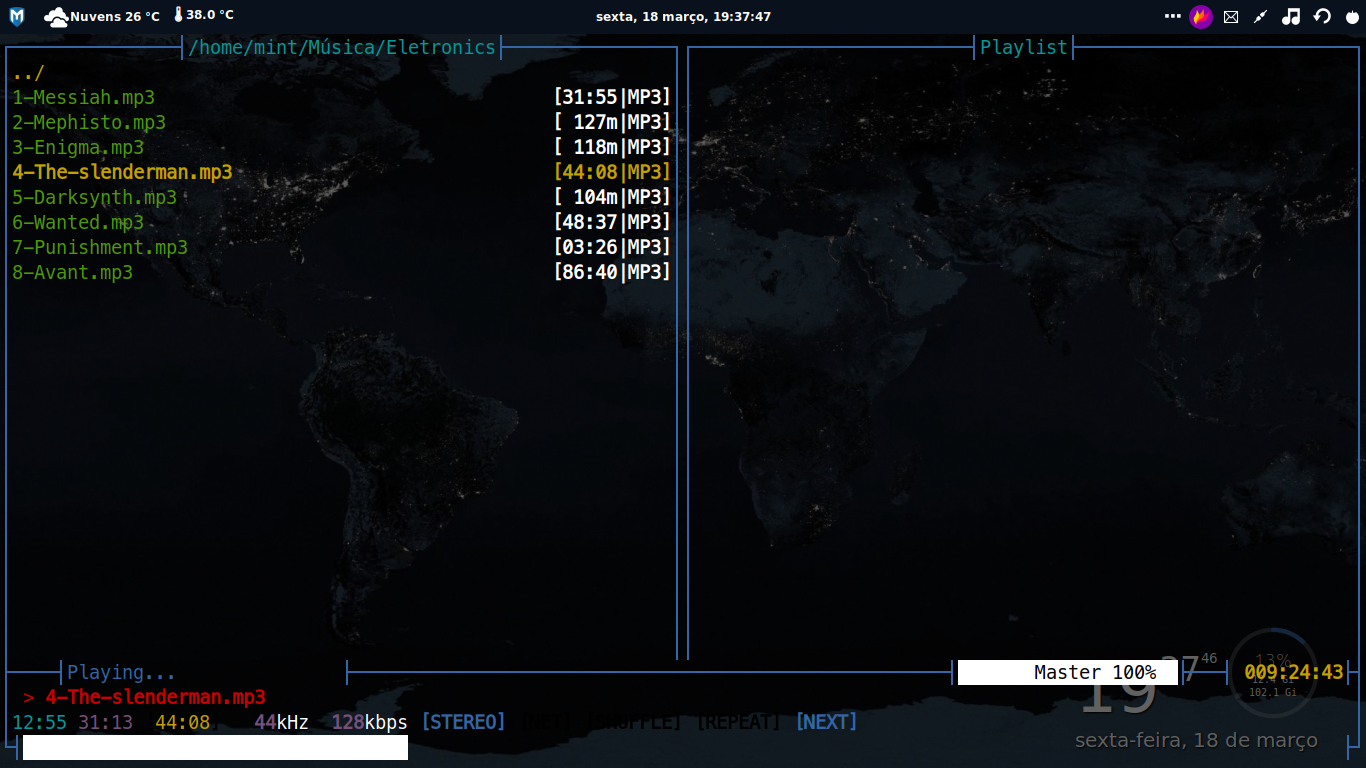 Nuvens 26 °C 38.0 °C sexta, 18 março, 19:37:47
/home/mint/Música/Eletronics Playlist
../
1-Messiah.mp3 [31:55|MP3]
2-Mephisto.mp3 [ 127m|MP3]
3-Enigma.mp3 [ 118m|MP3]
4-The-slenderman.mp3 [44:08|MP3]
5-Darksynth.mp3 [ 104m|MP3]
6-Wanted.mp3 [48:37|MP3]
7-Punishment.mp3 [03:26|MP3]
8-Avant.mp3 [86:40|MP3]
Playing... Master 100% 009:24:43
46 13%
102.1 Gi
> 4-The-slenderman.mp3
19
12:55 31:13 44:08 44kHz 128kbps [STEREO] [NET] [SHUFFLE] [REPEAT] [NEXT]
sexta-feira, 18 de março